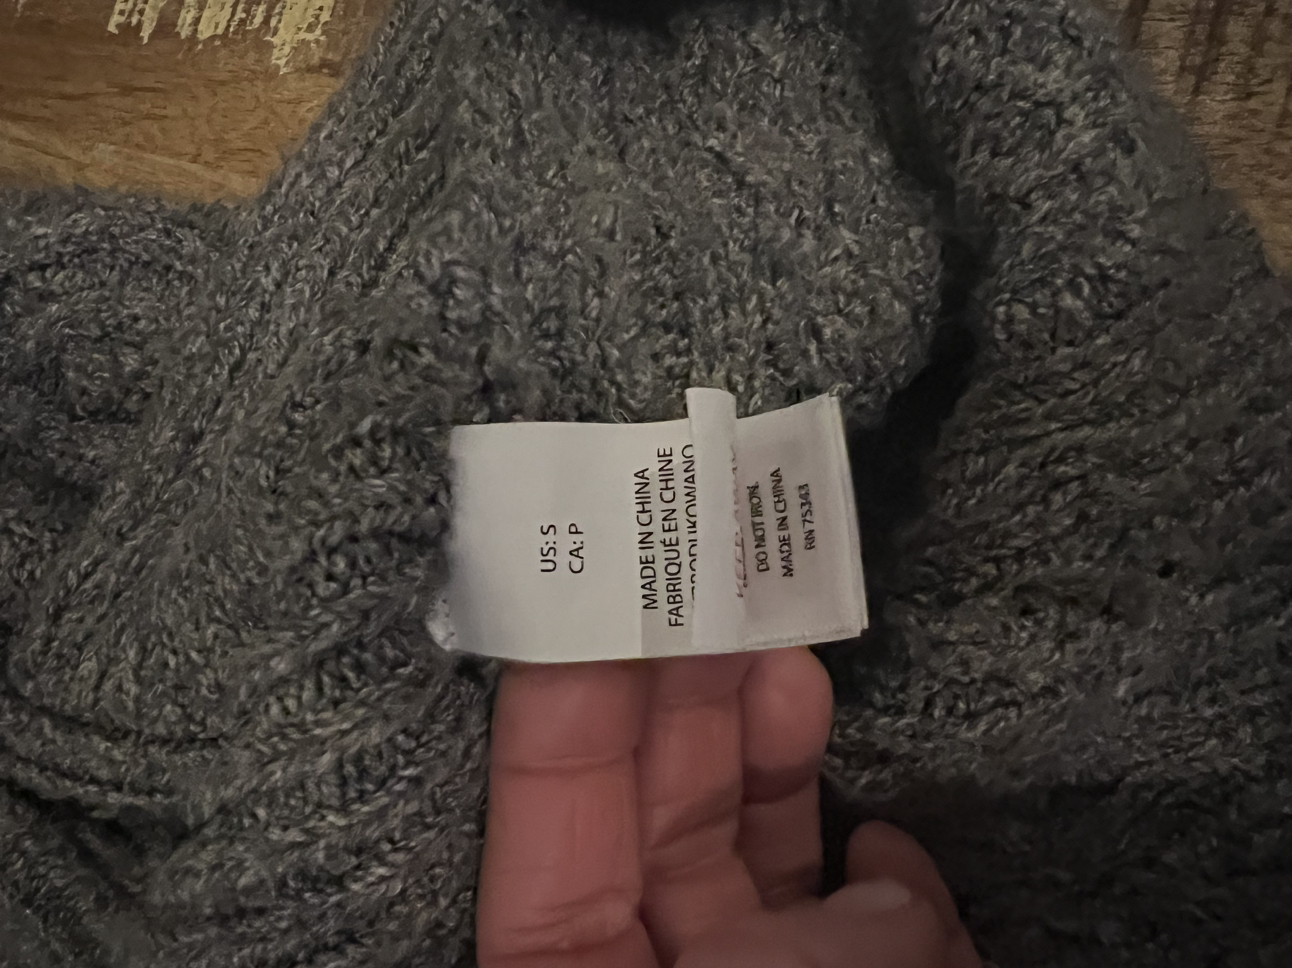 US: S
CA: P
MADE IN CHINA
FABRIQUÉ EN CHINE
DO NOT IRON.
MADE IN CHINA
RN 75343